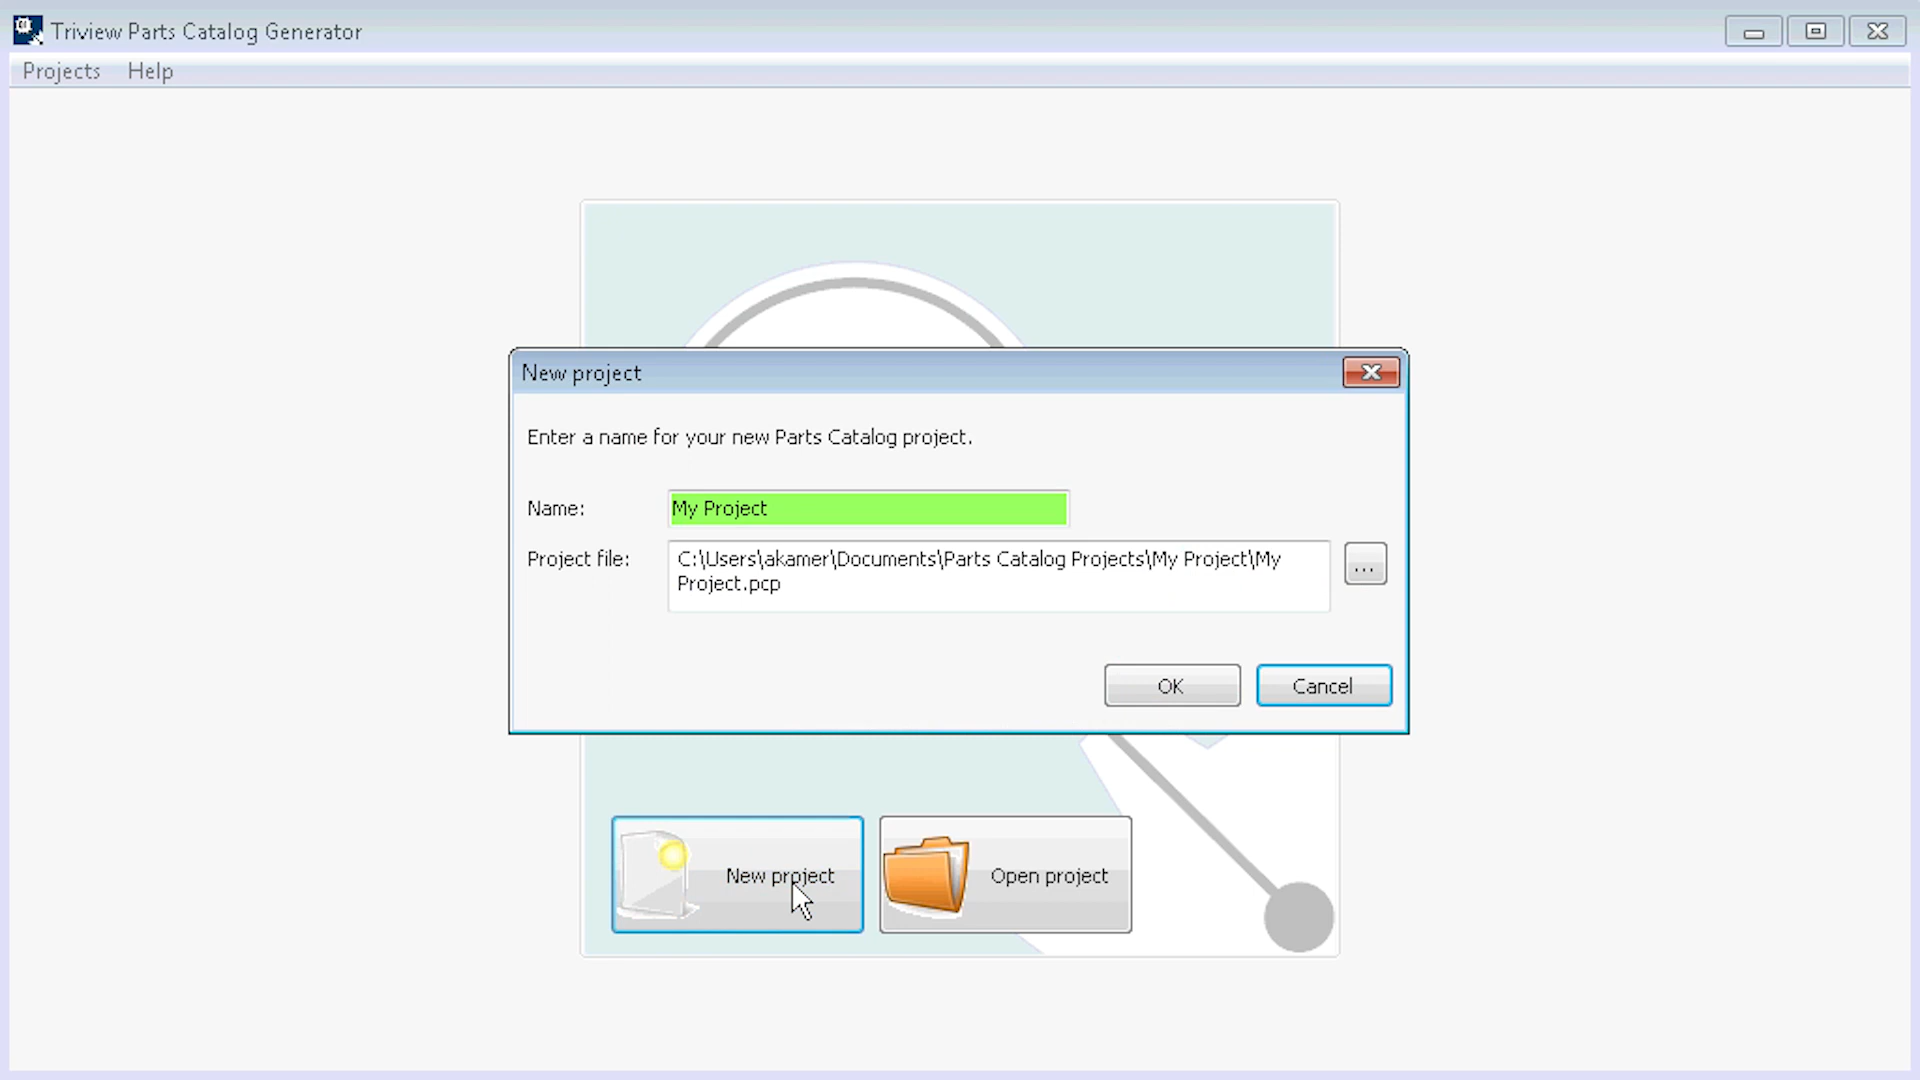 Triview Parts Catalog Generator
Projects Help
New project
Enter a name for your new Parts Catalog project.
Name: My Project
Project file: C:\Users\akamer\Documents\Parts Catalog Projects\My Project\My
Project.pcp
...
OK Cancel
New project Open project